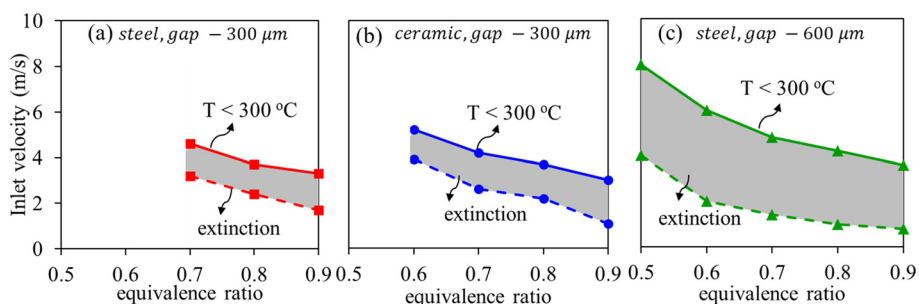 (a) steel, gap − 300 μm
(b) ceramic, gap − 300 μm
(c) steel, gap − 600 μm
Inlet velocity (m/s)
10
8
6
4
2
0
T < 300 ºC
extinction
T < 300 ºC
extinction
T < 300 ºC
extinction
0.5 0.6 0.7 0.8 0.9
0.5 0.6 0.7 0.8 0.9
0.5 0.6 0.7 0.8 0.9
equivalence ratio
equivalence ratio
equivalence ratio